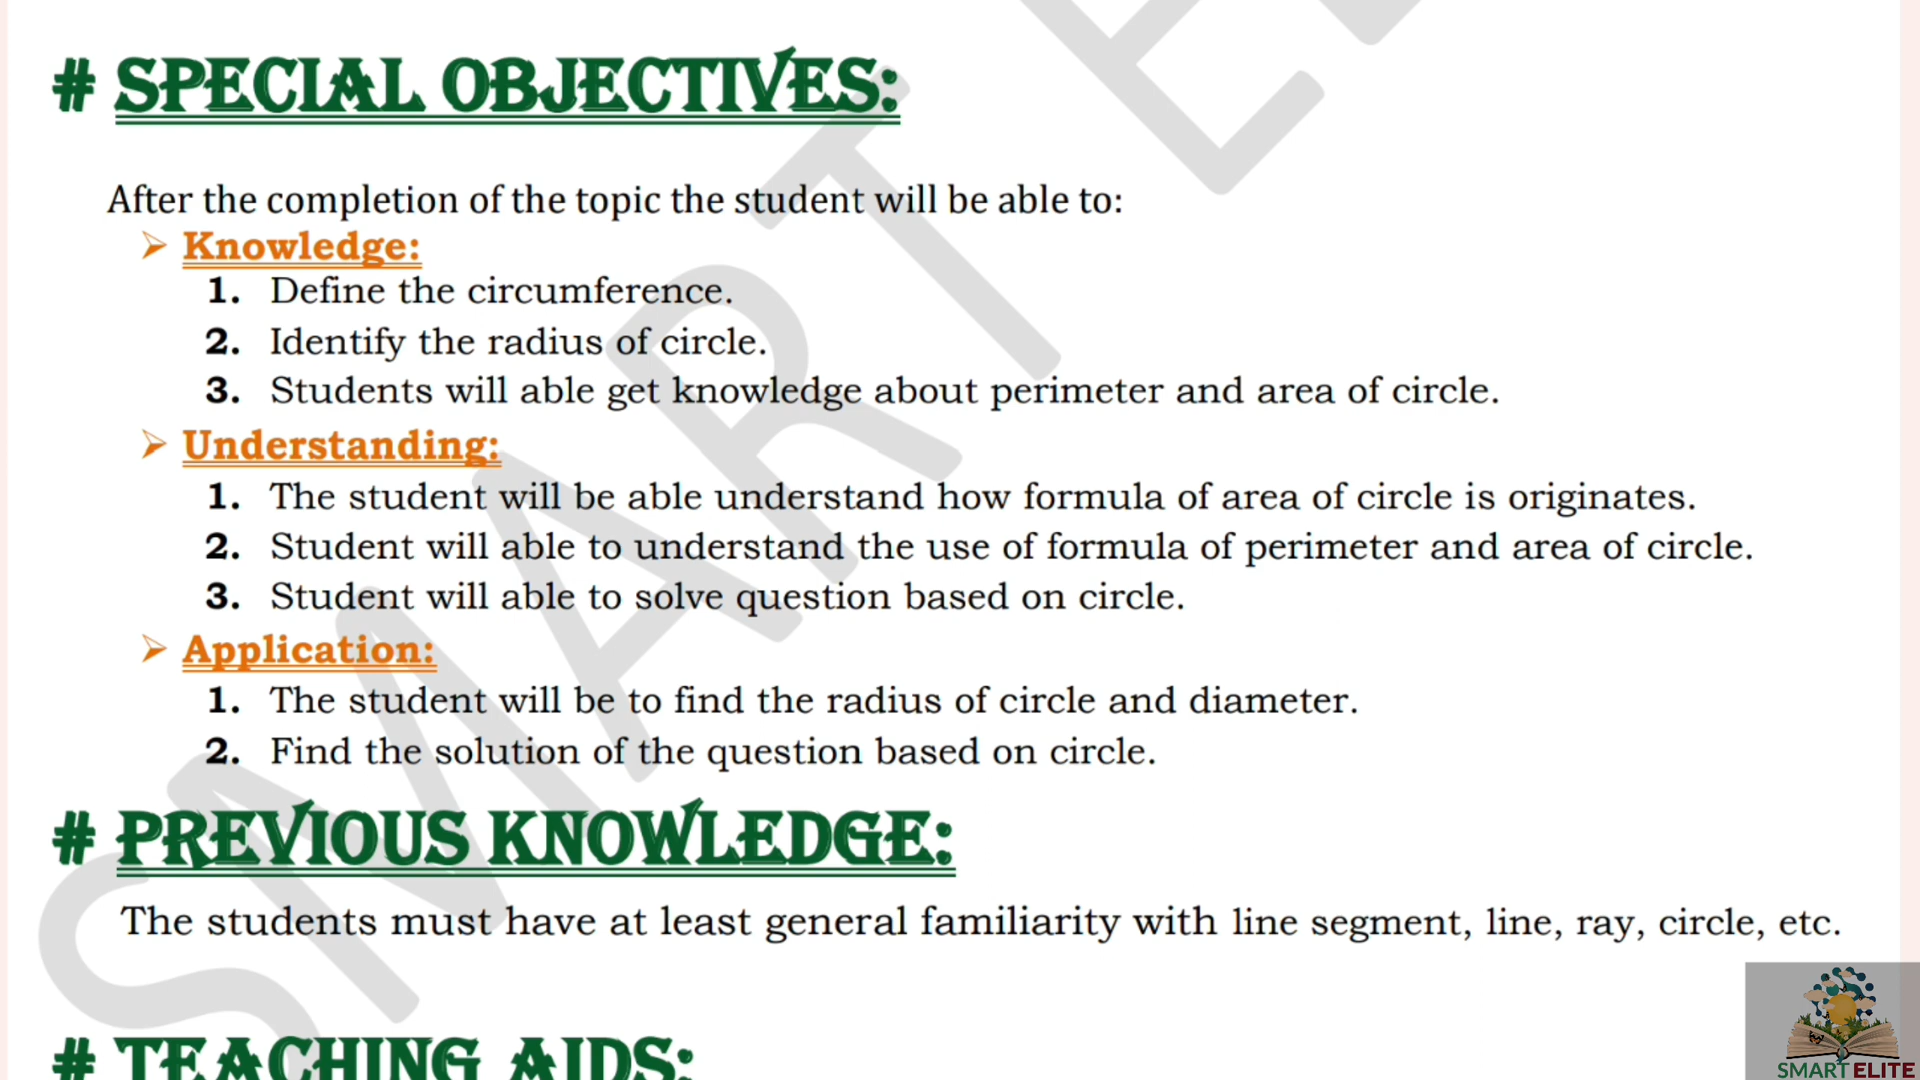 # SPECIAL OBJECTIVES:
After the completion of the topic the student will be able to:
➢ Knowledge:
1. Define the circumference.
2. Identify the radius of circle.
3. Students will able get knowledge about perimeter and area of circle.
➢ Understanding:
1. The student will be able understand how formula of area of circle is originates.
2. Student will able to understand the use of formula of perimeter and area of circle.
3. Student will able to solve question based on circle.
➢ Application:
1. The student will be to find the radius of circle and diameter.
2. Find the solution of the question based on circle.
# PREVIOUS KNOWLEDGE:
The students must have at least general familiarity with line segment, line, ray, circle, etc.
# TEACHING AIDS:
SMART E
SMART ELITE